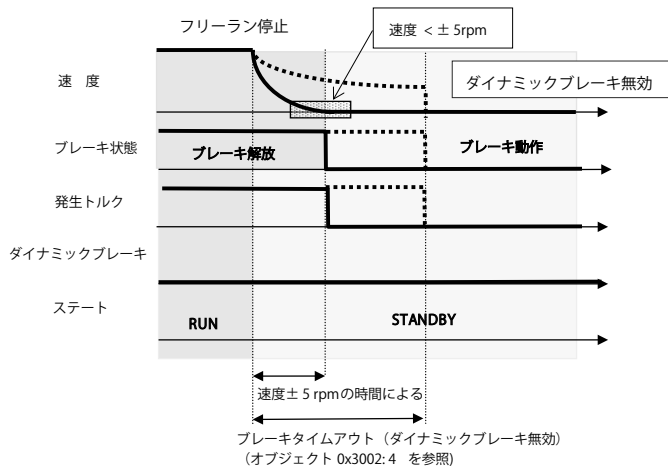 フリーラン停止
速度 < ± 5rpm
速 度
ダイナミックブレーキ無効
ブレーキ状態
ブレーキ解放
ブレーキ動作
発生トルク
ダイナミックブレーキ
ステート
RUN
STANDBY
速度± 5 rpmの時間による
ブレーキタイムアウト（ダイナミックブレーキ無効）
（オブジェクト 0x3002: 4 を参照)